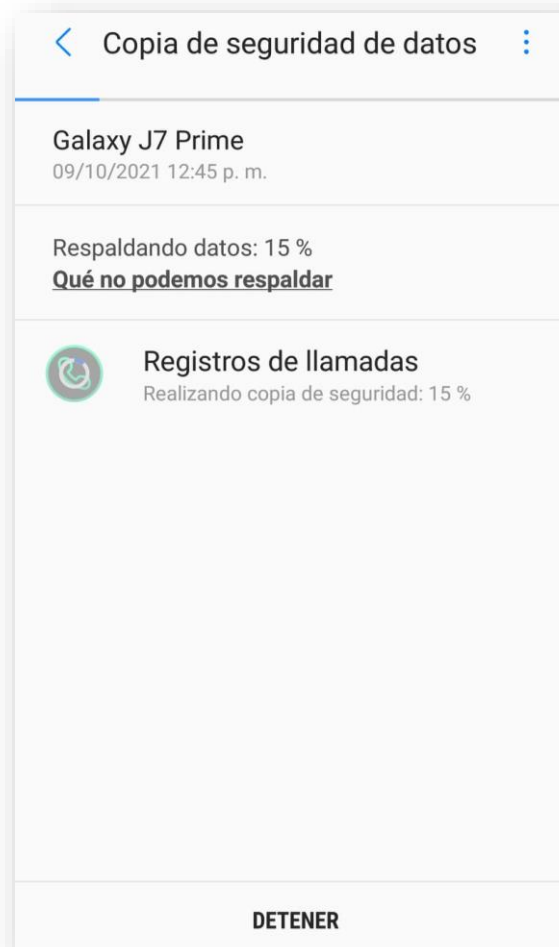 Copia de seguridad de datos
Galaxy J7 Prime
09/10/2021 12:45 p. m.
Respaldando datos: 15 %
Qué no podemos respaldar
Registros de llamadas
Realizando copia de seguridad: 15 %
DETENER